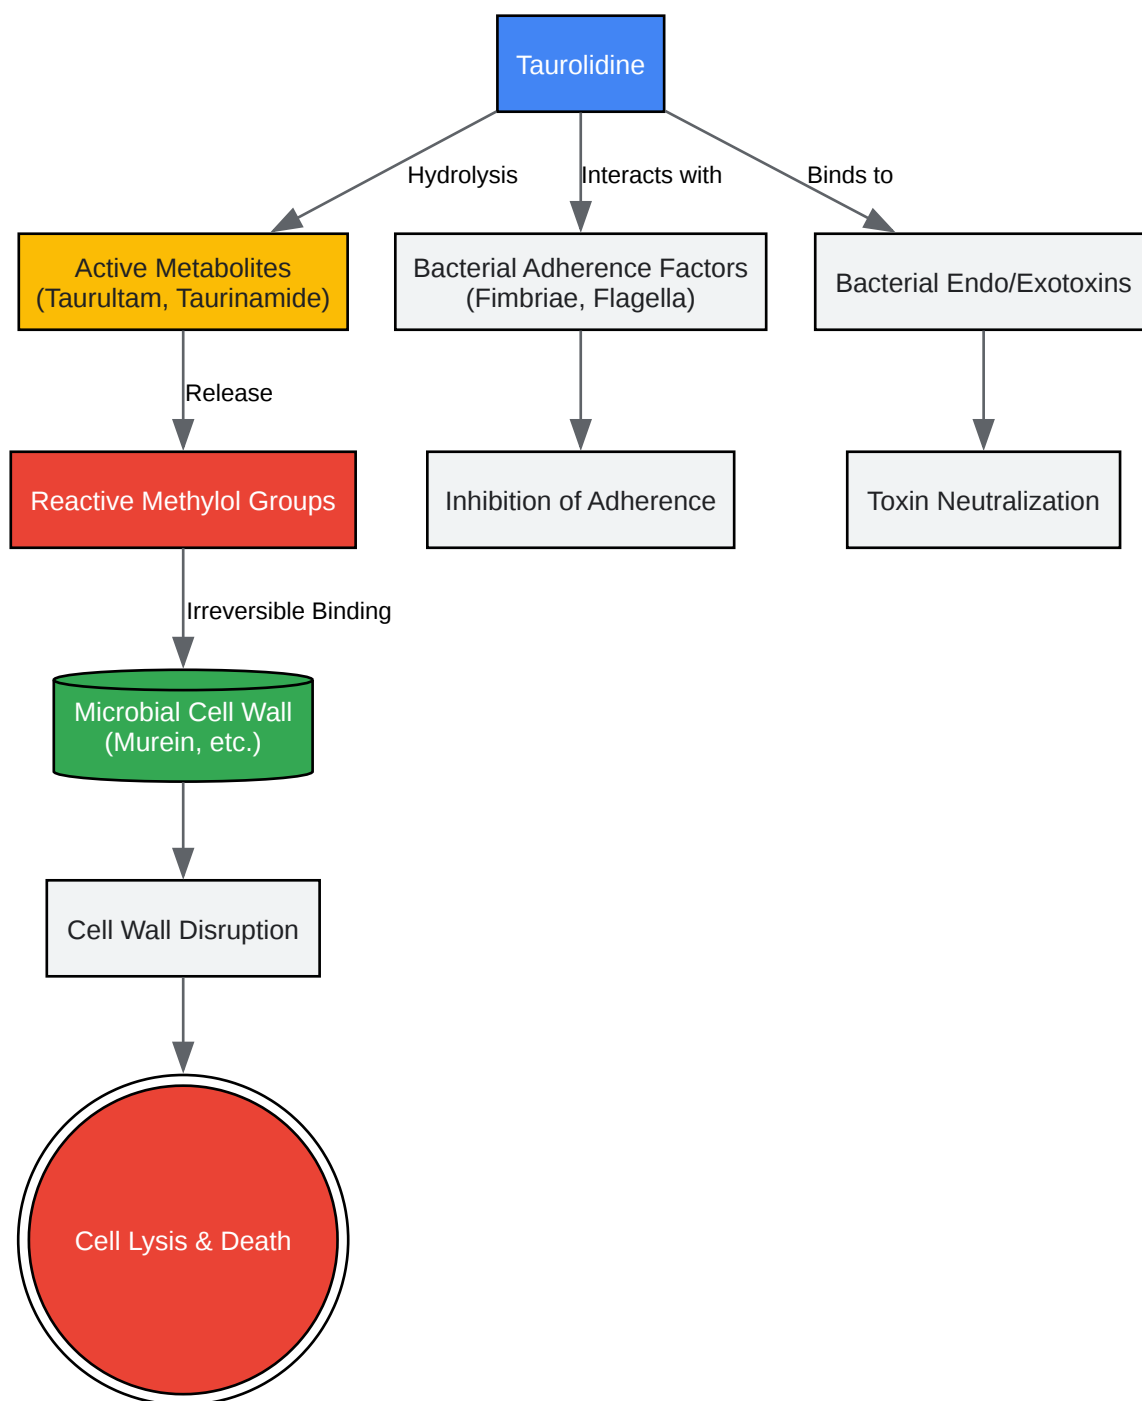 Taurolidine
Hydrolysis
Interacts with
Binds to
Active Metabolites
(Taurultam, Taurinamide)
Bacterial Adherence Factors
(Fimbriae, Flagella)
Bacterial Endo/Exotoxins
Release
Reactive Methylol Groups
Inhibition of Adherence
Toxin Neutralization
Irreversible Binding
Microbial Cell Wall
(Murein, etc.)
Cell Wall Disruption
Cell Lysis & Death